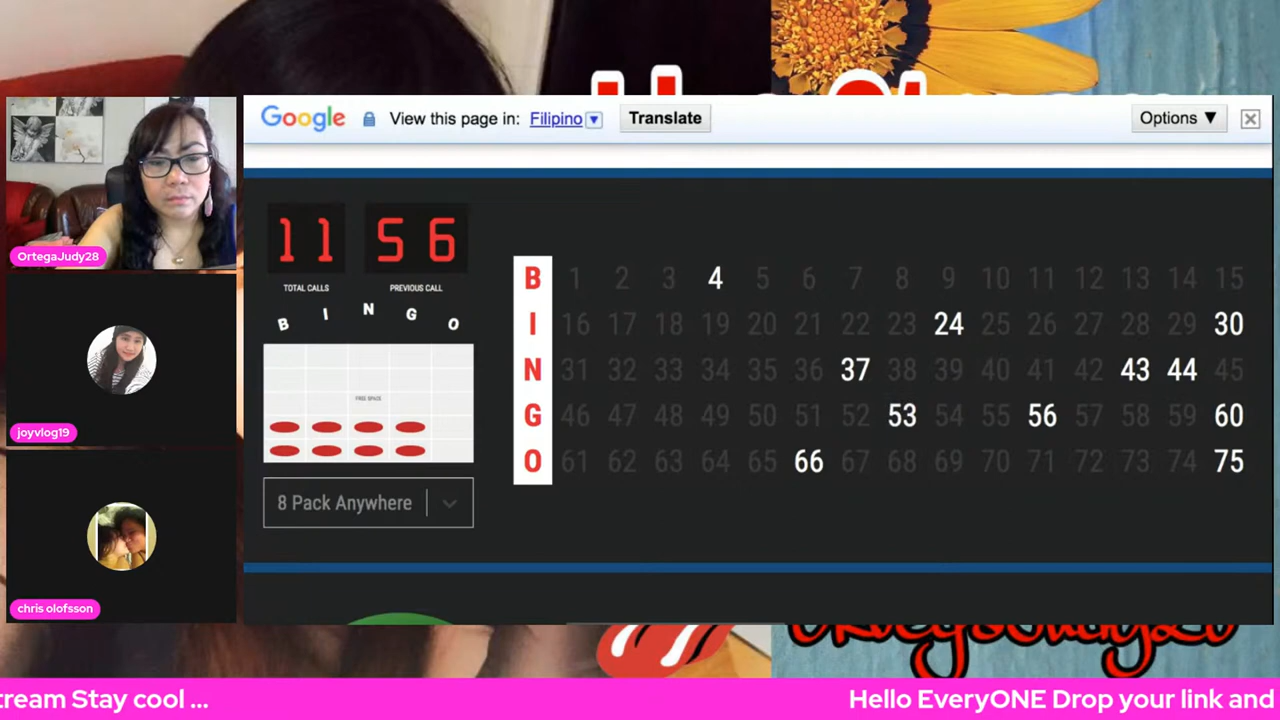 Google View this page in: Filipino ▼ Translate Options ▼
11 56
TOTAL CALLS PREVIOUS CALL
B I N G O
FREE SPACE
8 Pack Anywhere
B 1 2 3 4 5 6 7 8 9 10 11 12 13 14 15
I 16 17 18 19 20 21 22 23 24 25 26 27 28 29 30
N 31 32 33 34 35 36 37 38 39 40 41 42 43 44 45
G 46 47 48 49 50 51 52 53 54 55 56 57 58 59 60
O 61 62 63 64 65 66 67 68 69 70 71 72 73 74 75
OrtegaJudy28
joyvlog19
chris olofsson
tream Stay cool ... Hello EveryONE Drop your link and